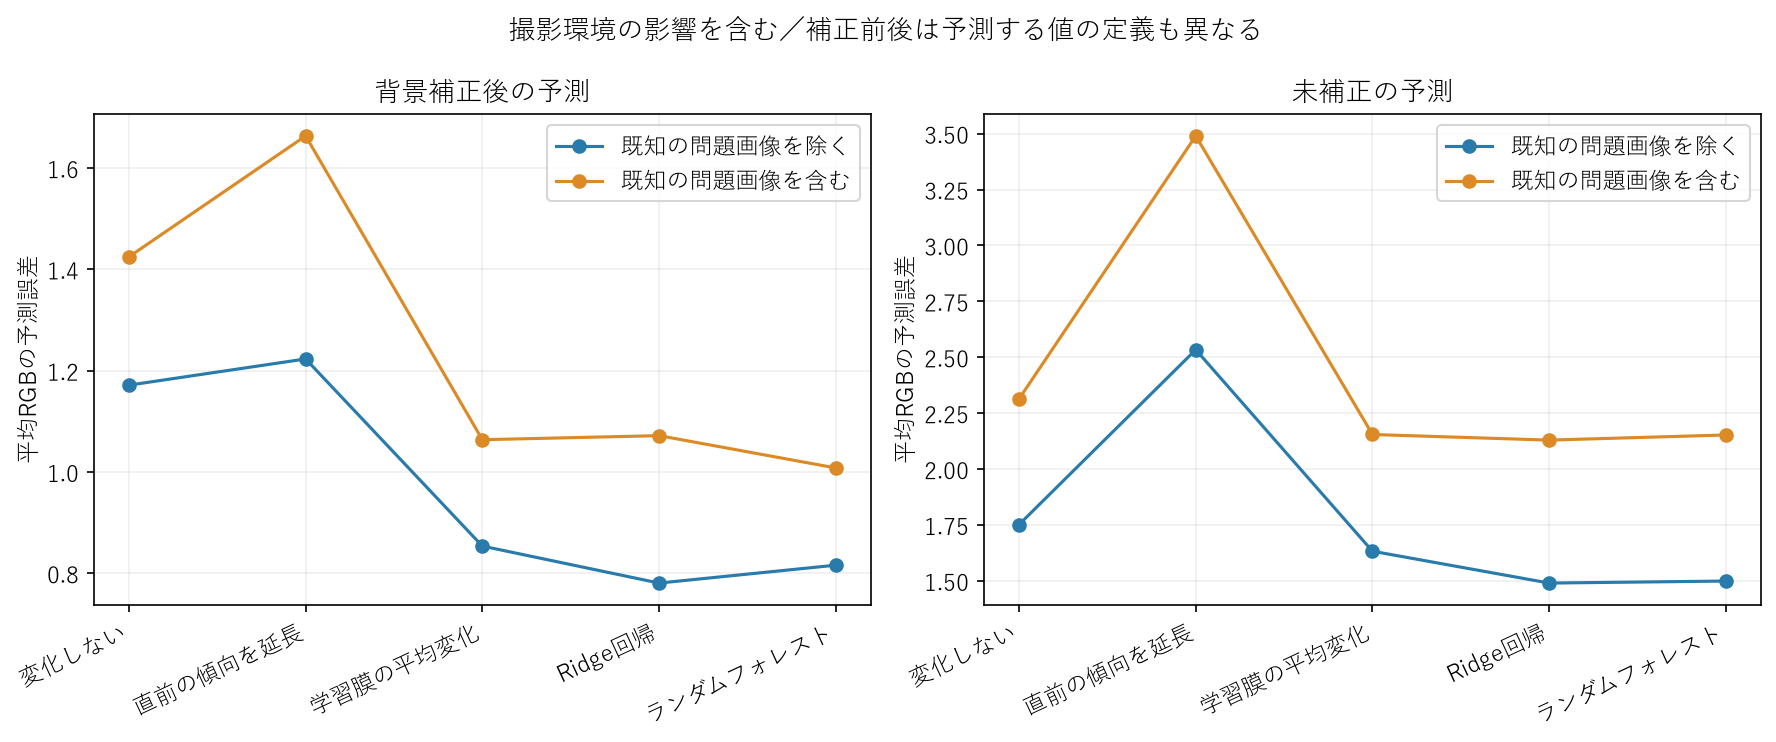 撮影環境の影響を含む／補正前後は予測する値の定義も異なる
背景補正後の予測
平均RGBの予測誤差
1.6
1.4
1.2
1.0
0.8
既知の問題画像を除く
既知の問題画像を含む
変化しない
直前の傾向を延長
学習膜の平均変化
Ridge回帰
ランダムフォレスト
未補正の予測
平均RGBの予測誤差
3.50
3.25
3.00
2.75
2.50
2.25
2.00
1.75
1.50
既知の問題画像を除く
既知の問題画像を含む
変化しない
直前の傾向を延長
学習膜の平均変化
Ridge回帰
ランダムフォレスト